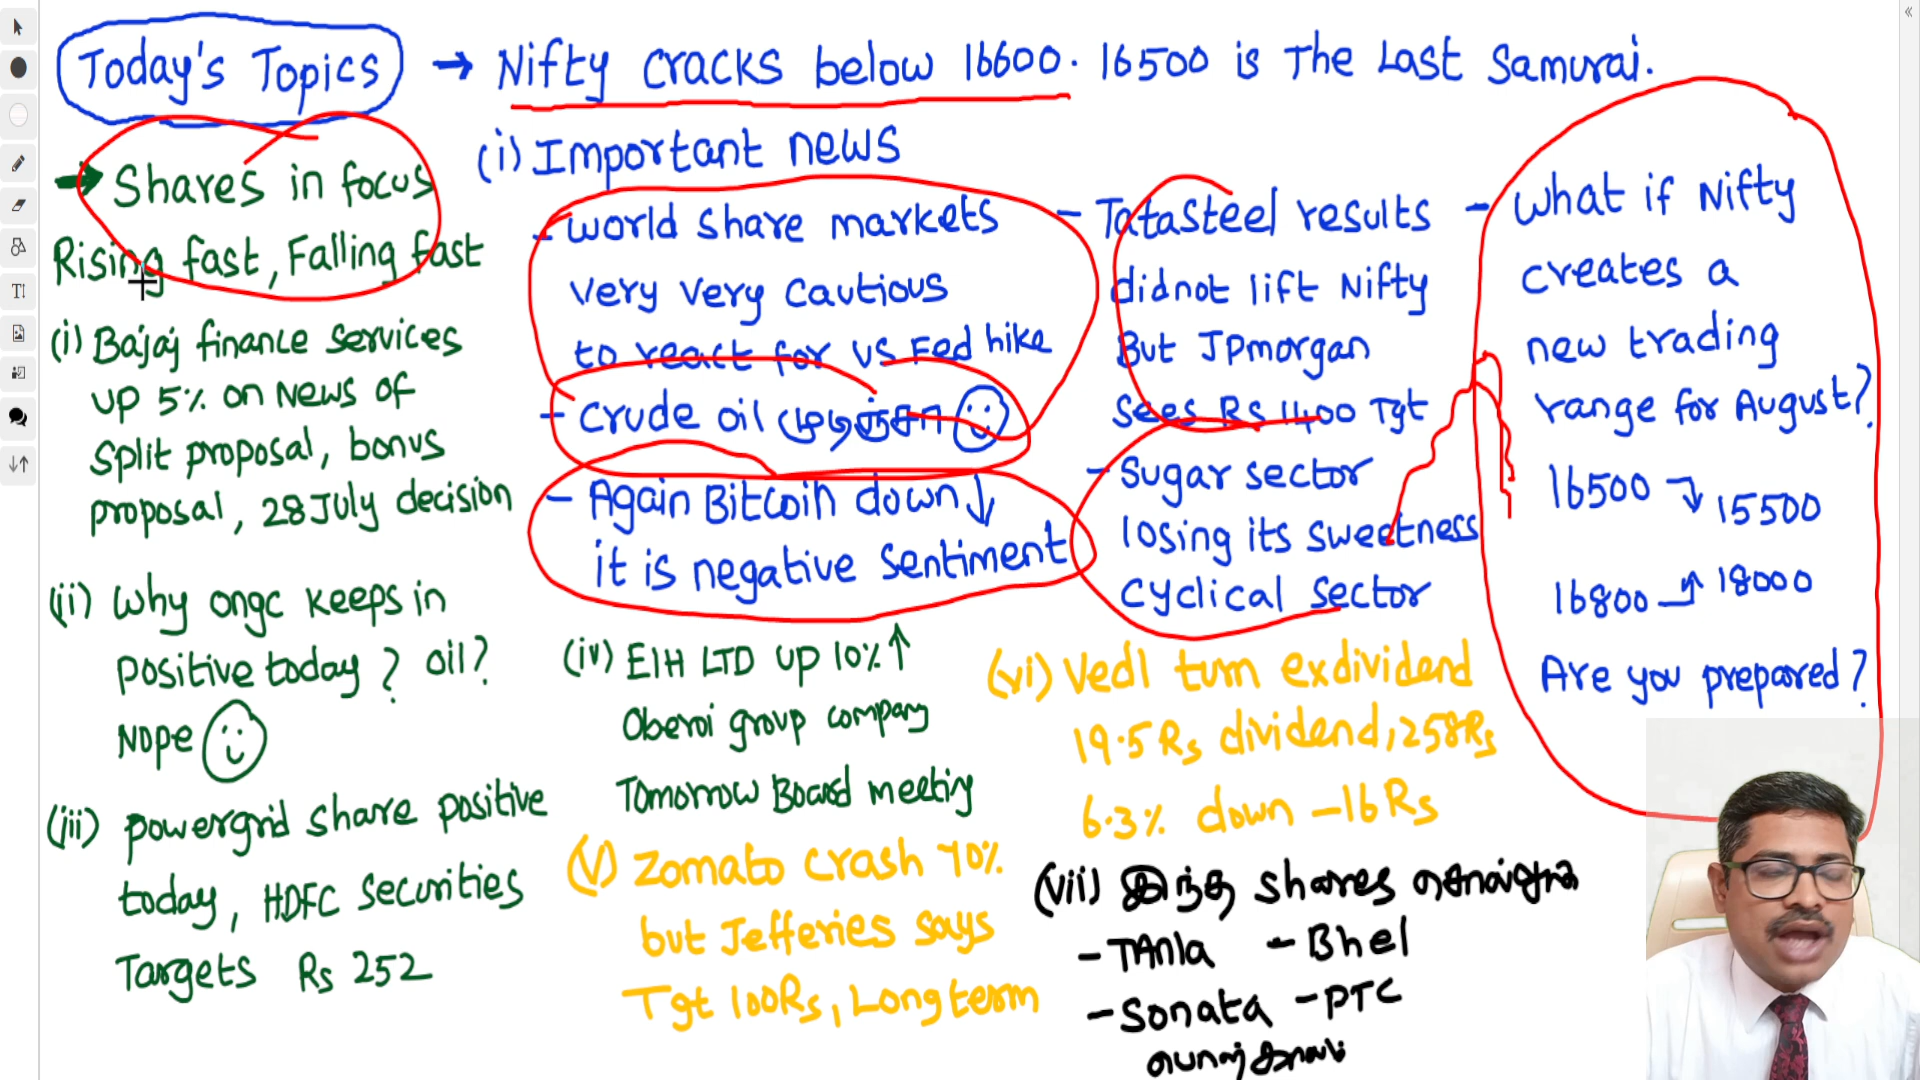 Today's Topics → Nifty cracks below 16600. 16500 is The Last Samurai.
→ Shares in focus
Rising fast, Falling fast
(i) Bajaj finance services
up 5% on News of
Split proposal, bonus
proposal, 28 July decision
(ii) Why ongc keeps in
positive today? oil?
Nope
(iii) powergrid share positive
today, HDFC Securities
Targets Rs 252
(i) Important news
- world share markets
very very cautious
to react for US Fed hike
- crude oil
- Again Bitcoin down ↓
it is negative sentiment
- Tatasteel results
didnot lift Nifty
But JPmorgan
sees Rs 1400 Tgt
- Sugar sector
losing its sweetness
cyclical sector
- What if Nifty
creates a
new trading
range for August?
16500 → 15500
16800 → 18000
Are you prepared?
(iv) EIH LTD up 10% ↑
Oberoi group company
Tomorrow Board meeting
(v) Zomato crash 10%
but Jefferies says
Tgt 100Rs, Long term
(vi) Vedl turn exdividend
19.5 Rs dividend, 258Rs
6.3% down -16 Rs
(vii) இந்த shares
- TAnla - Bhel
- Sonata - PTC